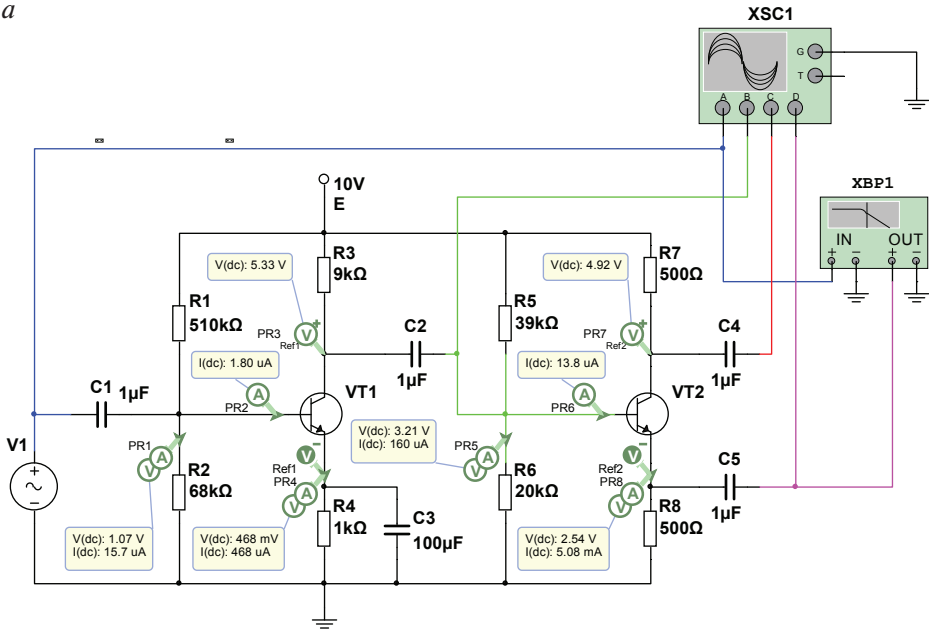 a
XSC1
G
T
A B C D
XBP1
IN OUT
+ − + −
10V
E
R3
9kΩ
R7
500Ω
V(dc): 5.33 V
V(dc): 4.92 V
R1
510kΩ
R5
39kΩ
PR3
Ref1
V
+
C2
1µF
PR7
Ref2
V
+
C4
1µF
I(dc): 1.80 uA
I(dc): 13.8 uA
A
PR2
A
PR6
VT1
VT2
C1 1µF
V1
+
−
PR1
V A
R2
68kΩ
Ref1
PR4
V
−
V A
R4
1kΩ
C3
100µF
V(dc): 3.21 V
I(dc): 160 uA
PR5
V A
R6
20kΩ
Ref2
PR8
V
−
V A
R8
500Ω
C5
1µF
V(dc): 1.07 V
I(dc): 15.7 uA
V(dc): 468 mV
I(dc): 468 uA
V(dc): 2.54 V
I(dc): 5.08 mA